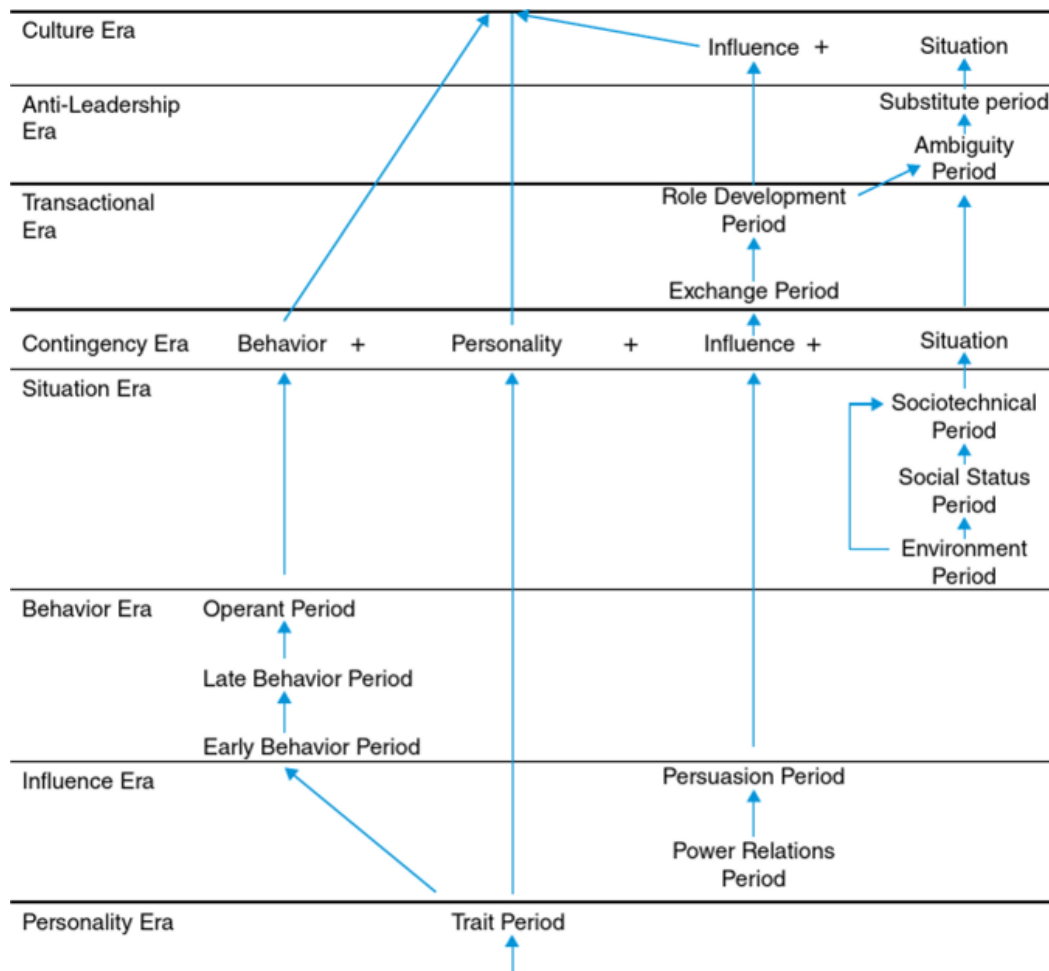 Culture Era
Influence +
Situation
Anti-Leadership
Era
Substitute period
Ambiguity
Period
Transactional
Era
Role Development
Period
Exchange Period
Contingency Era
Behavior +
Personality +
Influence +
Situation
Situation Era
Sociotechnical
Period
Social Status
Period
Environment
Period
Behavior Era
Operant Period
Late Behavior Period
Early Behavior Period
Influence Era
Persuasion Period
Power Relations
Period
Personality Era
Trait Period